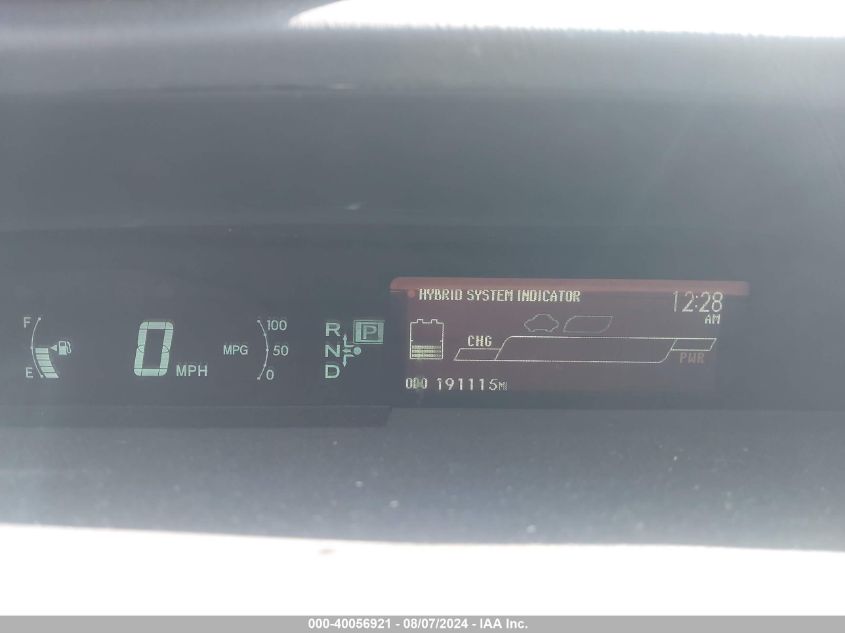 HYBRID SYSTEM INDICATOR 12:28
AM
F 100 R P
0 MPG 50 N CHG
E MPH 0 D PWR
ODO 191115MI
000-40056921 - 08/07/2024 - IAA Inc.